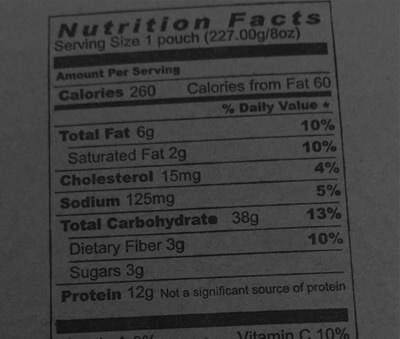 Nutrition Facts
Serving Size 1 pouch (227.00g/8oz)
Amount Per Serving
Calories 260 Calories from Fat 60
% Daily Value *
Total Fat 6g 10%
Saturated Fat 2g 10%
Cholesterol 15mg 4%
Sodium 125mg 5%
Total Carbohydrate 38g 13%
Dietary Fiber 3g 10%
Sugars 3g
Protein 12g Not a significant source of protein
Vitamin C 10%